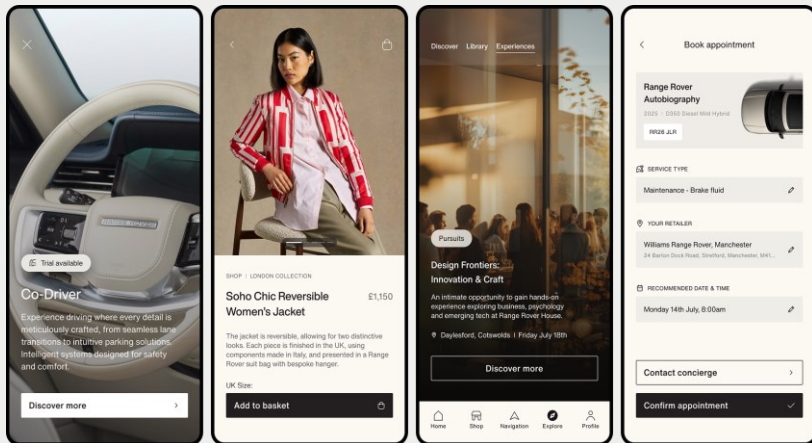 Trial available
Co-Driver
Experience driving where every detail is
meticulously crafted, from seamless lane
transitions to intuitive parking solutions.
Intelligent systems designed for safety
and comfort.
Discover more
SHOP | LONDON COLLECTION
Soho Chic Reversible
Women's Jacket
£1,150
The jacket is reversible, allowing for two distinctive
looks. Each piece is finished in the UK, using
components made in Italy, and presented in a Range
Rover suit bag with bespoke hanger.
UK Size:
Add to basket
Discover Library Experiences
Pursuits
Design Frontiers:
Innovation & Craft
An intimate opportunity to gain hands-on
experience exploring business, psychology
and emerging tech at Range Rover House.
Daylesford, Cotswolds | Friday July 18th
Discover more
Home Shop Navigation Explore Profile
Book appointment
Range Rover
Autobiography
2025 | D350 Diesel Mild Hybrid
RR26 JLR
SERVICE TYPE
Maintenance - Brake fluid
YOUR RETAILER
Williams Range Rover, Manchester
24 Barton Dock Road, Stretford, Manchester, M41...
RECOMMENDED DATE & TIME
Monday 14th July, 8:00am
Contact concierge
Confirm appointment